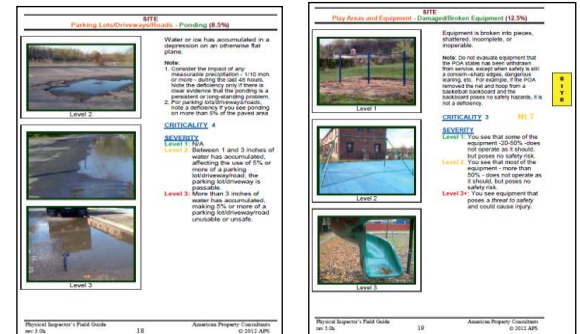 SITE
Parking Lots/Driveways/Roads - Ponding (8.5%)
Water or ice has accumulated in a
depression on an otherwise flat
plane.
Note:
1. Consider the impact of any
measurable precipitation - 1/10 inch
or more - during the last 48 hours.
Note the deficiency only if there is
clear evidence that the ponding is a
persistent or long-standing problem.
2. For parking lots/driveways/roads,
note a deficiency if you see ponding
on more than 5% of the paved area
CRITICALITY 4
SEVERITY
Level 1: N/A
Level 2: Between 1 and 3 inches of
water has accumulated,
affecting the use of 5% or
more of a parking
lot/driveway/road; the
parking lot/driveway is
passable.
Level 3: More than 3 inches of
water has accumulated,
making 5% or more of a
parking lot/driveway/road
unusable or unsafe.
Level 2
Level 3
Physical Inspector's Field Guide
rev 3.0h
18
American Property Consultants
© 2012 APS
SITE
Play Areas and Equipment - Damaged/Broken Equipment (12.5%)
Equipment is broken into pieces,
shattered, incomplete, or
inoperable.
Note: Do not evaluate equipment that
the POA states has been withdrawn
from service, except when safety is still
a concern--sharp edges, dangerous
leaning, etc. For example, if the POA
removed the net and hoop from a
basketball backboard and the
backboard poses no safety hazards, it is
not a deficiency.
CRITICALITY 3 NLT
SEVERITY
Level 1: You see that some of the
equipment -20-50% -does
not operate as it should,
but poses no safety risk.
Level 2: You see that most of the
equipment - more than
50% - does not operate as
it should, but poses no
safety risk.
Level 3+: You see equipment that
poses a threat to safety
and could cause injury.
Level 1
Level 2
Level 3
S
I
T
E
Physical Inspector's Field Guide
rev 3.0h
19
American Property Consultants
© 2012 APS